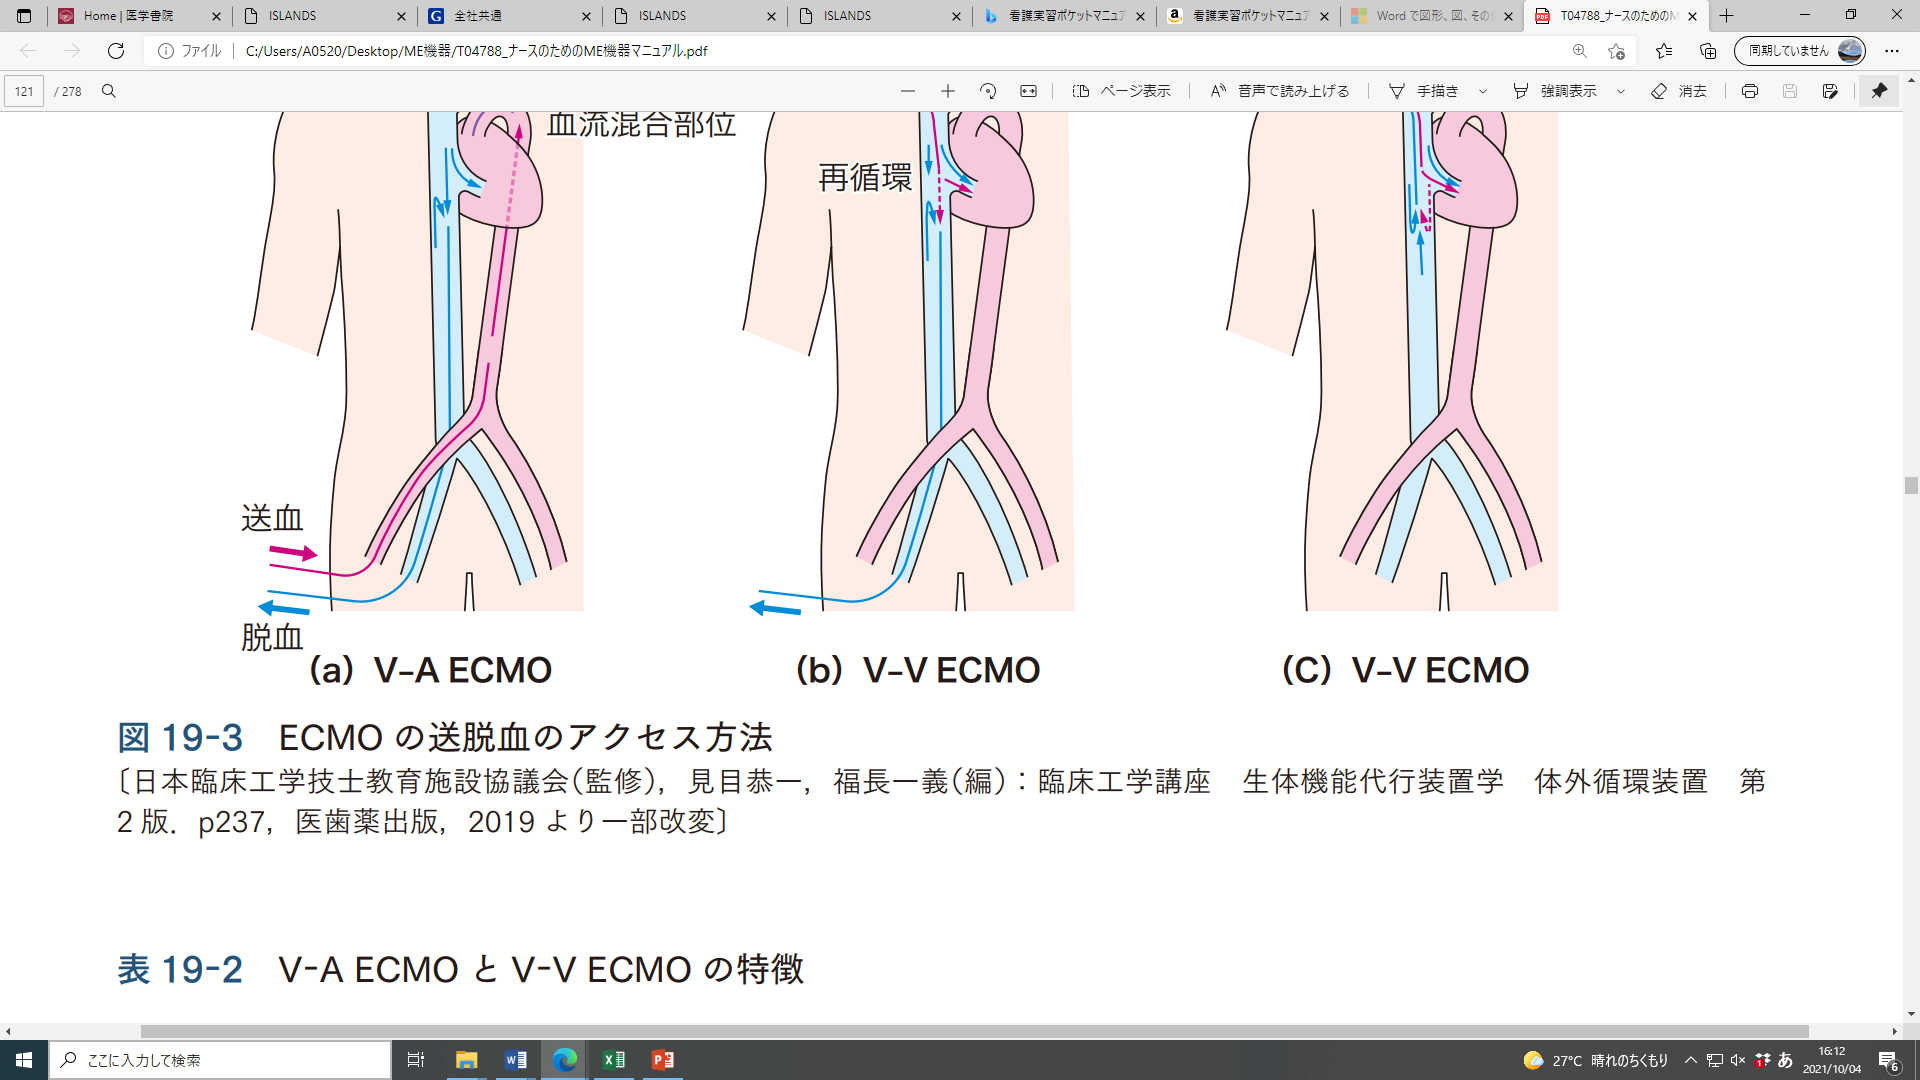 Home | 医学書院
ISLANDS
全社共通
ISLANDS
ISLANDS
看護実習ポケットマニュア
看護実習ポケットマニュア
Word で図形、図、その
T04788_ナースのためのM
ファイル
C:/Users/A0520/Desktop/ME機器/T04788_ナースのためのME機器マニュアル.pdf
同期していません
121 / 278
ページ表示
音声で読み上げる
手描き
強調表示
消去
血流混合部位
再循環
送血
脱血
(a) V–A ECMO
(b) V–V ECMO
(C) V–V ECMO
図 19-3 ECMO の送脱血のアクセス方法
〔日本臨床工学技士教育施設協議会(監修),見目恭一,福長一義(編):臨床工学講座 生体機能代行装置学 体外循環装置 第
2 版.p237,医歯薬出版,2019 より一部改変〕
表 19-2 V-A ECMO と V-V ECMO の特徴
ここに入力して検索
27°C 晴れのちくもり
あ
16:12
2021/10/04
6